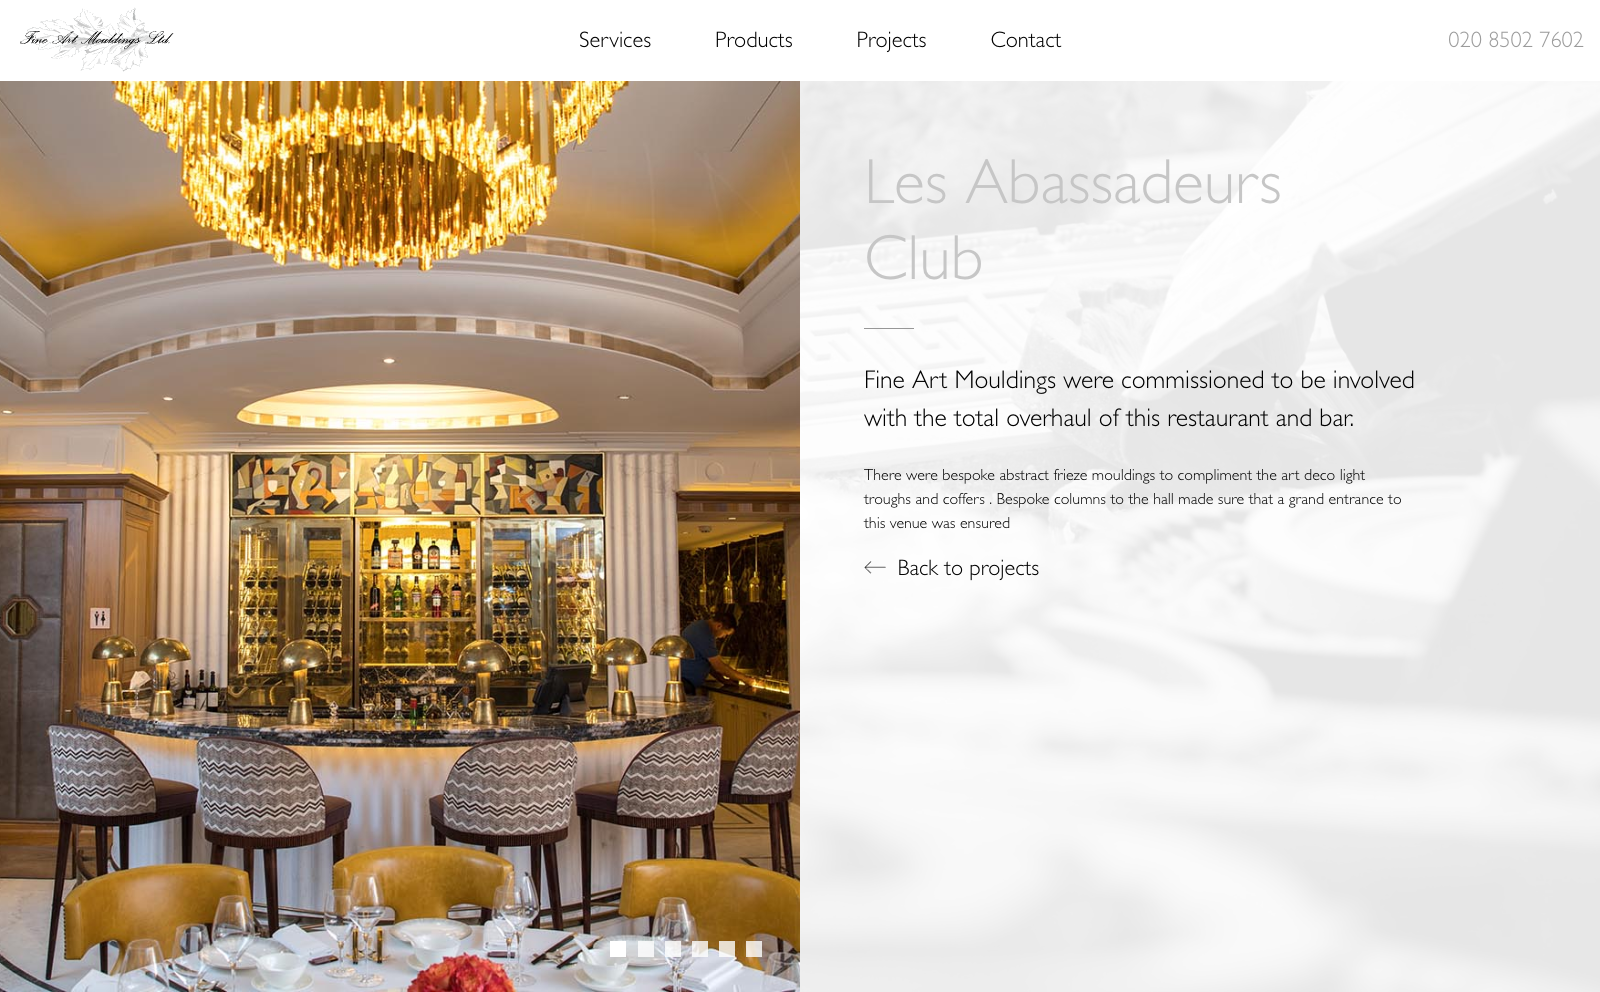 Fine Art Mouldings Ltd.
Services
Products
Projects
Contact
020 8502 7602
Les Abassadeurs
Club
Fine Art Mouldings were commissioned to be involved
with the total overhaul of this restaurant and bar.
There were bespoke abstract frieze mouldings to compliment the art deco light
troughs and coffers . Bespoke columns to the hall made sure that a grand entrance to
this venue was ensured
← Back to projects